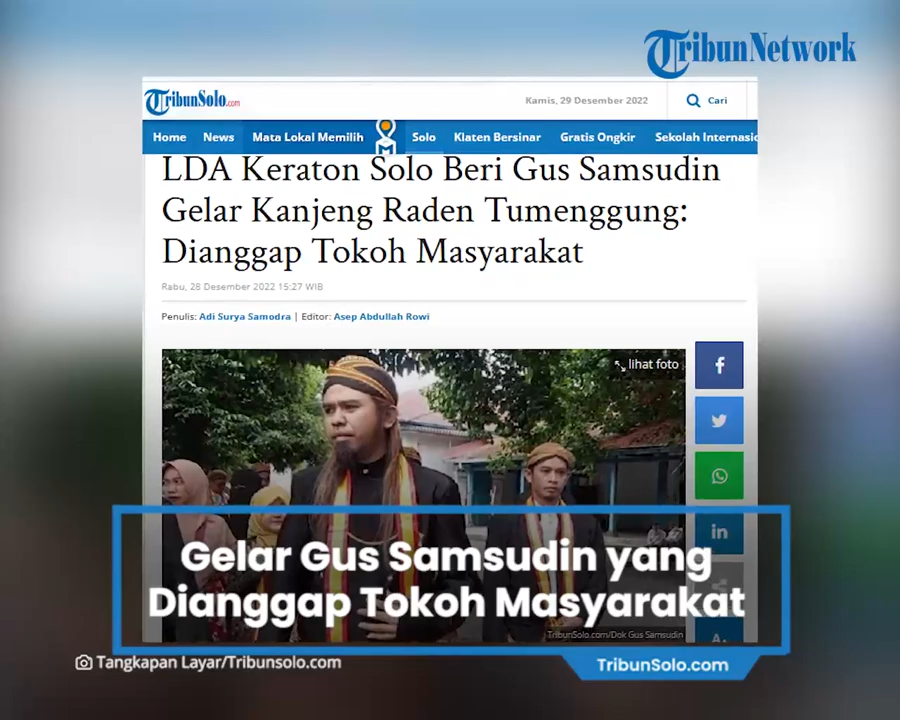 TribunNetwork
TribunSolo.com
Kamis, 29 Desember 2022
Cari
Home News Mata Lokal Memilih Solo Klaten Bersinar Gratis Ongkir Sekolah Internasio
LDA Keraton Solo Beri Gus Samsudin
Gelar Kanjeng Raden Tumenggung:
Dianggap Tokoh Masyarakat
Rabu, 28 Desember 2022 15:27 WIB
Penulis: Adi Surya Samodra | Editor: Asep Abdullah Rowi
lihat foto
f
in
Gelar Gus Samsudin yang
Dianggap Tokoh Masyarakat
TribunSolo.com/Dok Gus Samsudin
Tangkapan Layar/Tribunsolo.com
TribunSolo.com